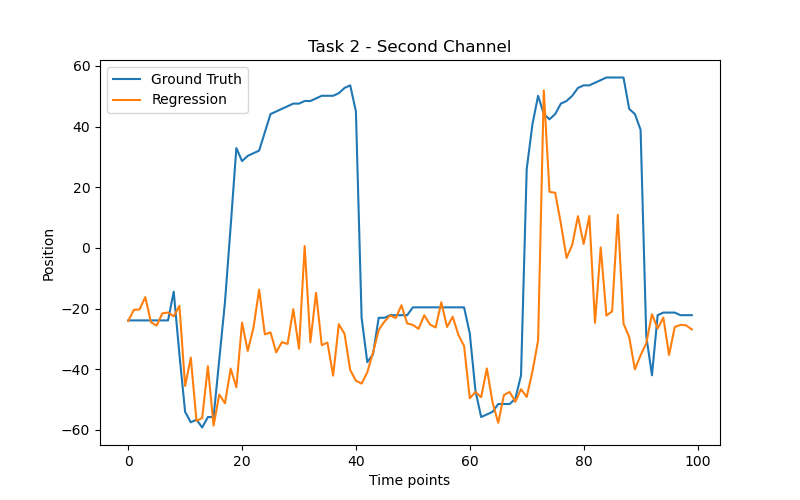 Task 2 - Second Channel
60
Ground Truth
Regression
40
20
0
−20
−40
−60
Position
0
20
40
60
80
100
Time points